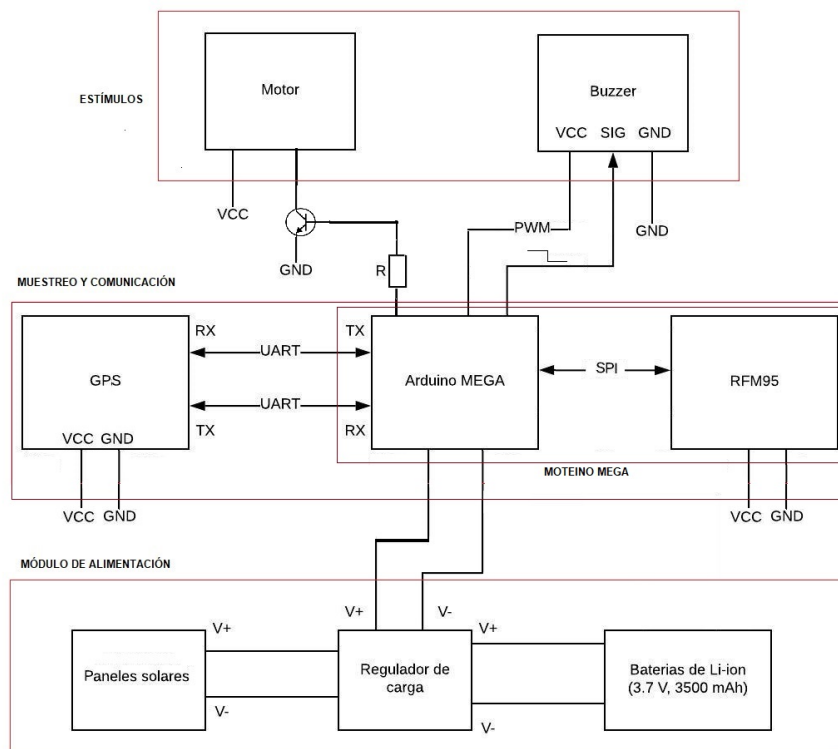 ESTÍMULOS
Motor
Buzzer
VCC SIG GND
VCC
PWM
GND
GND
R
MUESTREO Y COMUNICACIÓN
RX
TX
GPS
UART
Arduino MEGA
SPI
RFM95
UART
TX
RX
VCC GND
MOTEINO MEGA
VCC GND
VCC GND
MÓDULO DE ALIMENTACIÓN
V+
V-
V+
V+
Paneles solares
Regulador de
carga
Baterias de Li-ion
(3.7 V, 3500 mAh)
V-
V-